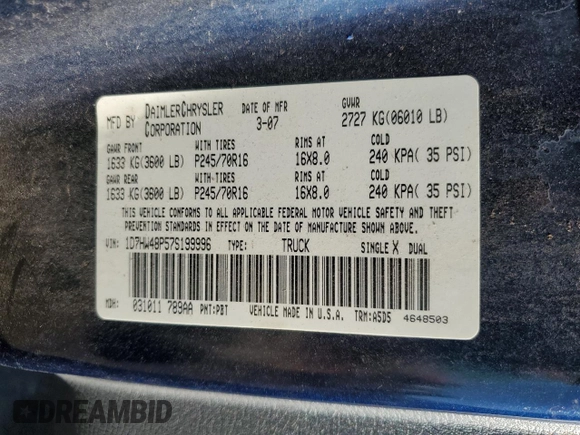 MFD BY DAIMLERCHRYSLER CORPORATION DATE OF MFR 3-07 GVWR 2727 KG(06010 LB)
GAWR FRONT WITH TIRES RIMS AT COLD
1633 KG(3600 LB) P245/70R16 16X8.0 240 KPA( 35 PSI)
GAWR REAR WITH TIRES RIMS AT COLD
1633 KG(3600 LB) P245/70R16 16X8.0 240 KPA( 35 PSI)
THIS VEHICLE CONFORMS TO ALL APPLICABLE FEDERAL MOTOR VEHICLE SAFETY AND THEFT
PREVENTION STANDARDS IN EFFECT ON THE DATE OF MANUFACTURE SHOWN ABOVE.
VIN: 1D7HW48P57S199996 TYPE: TRUCK SINGLE X DUAL
MDH: 031011 789AA PNT:PBT VEHICLE MADE IN U.S.A. TRM:A5D5 4648503
DREAMBID